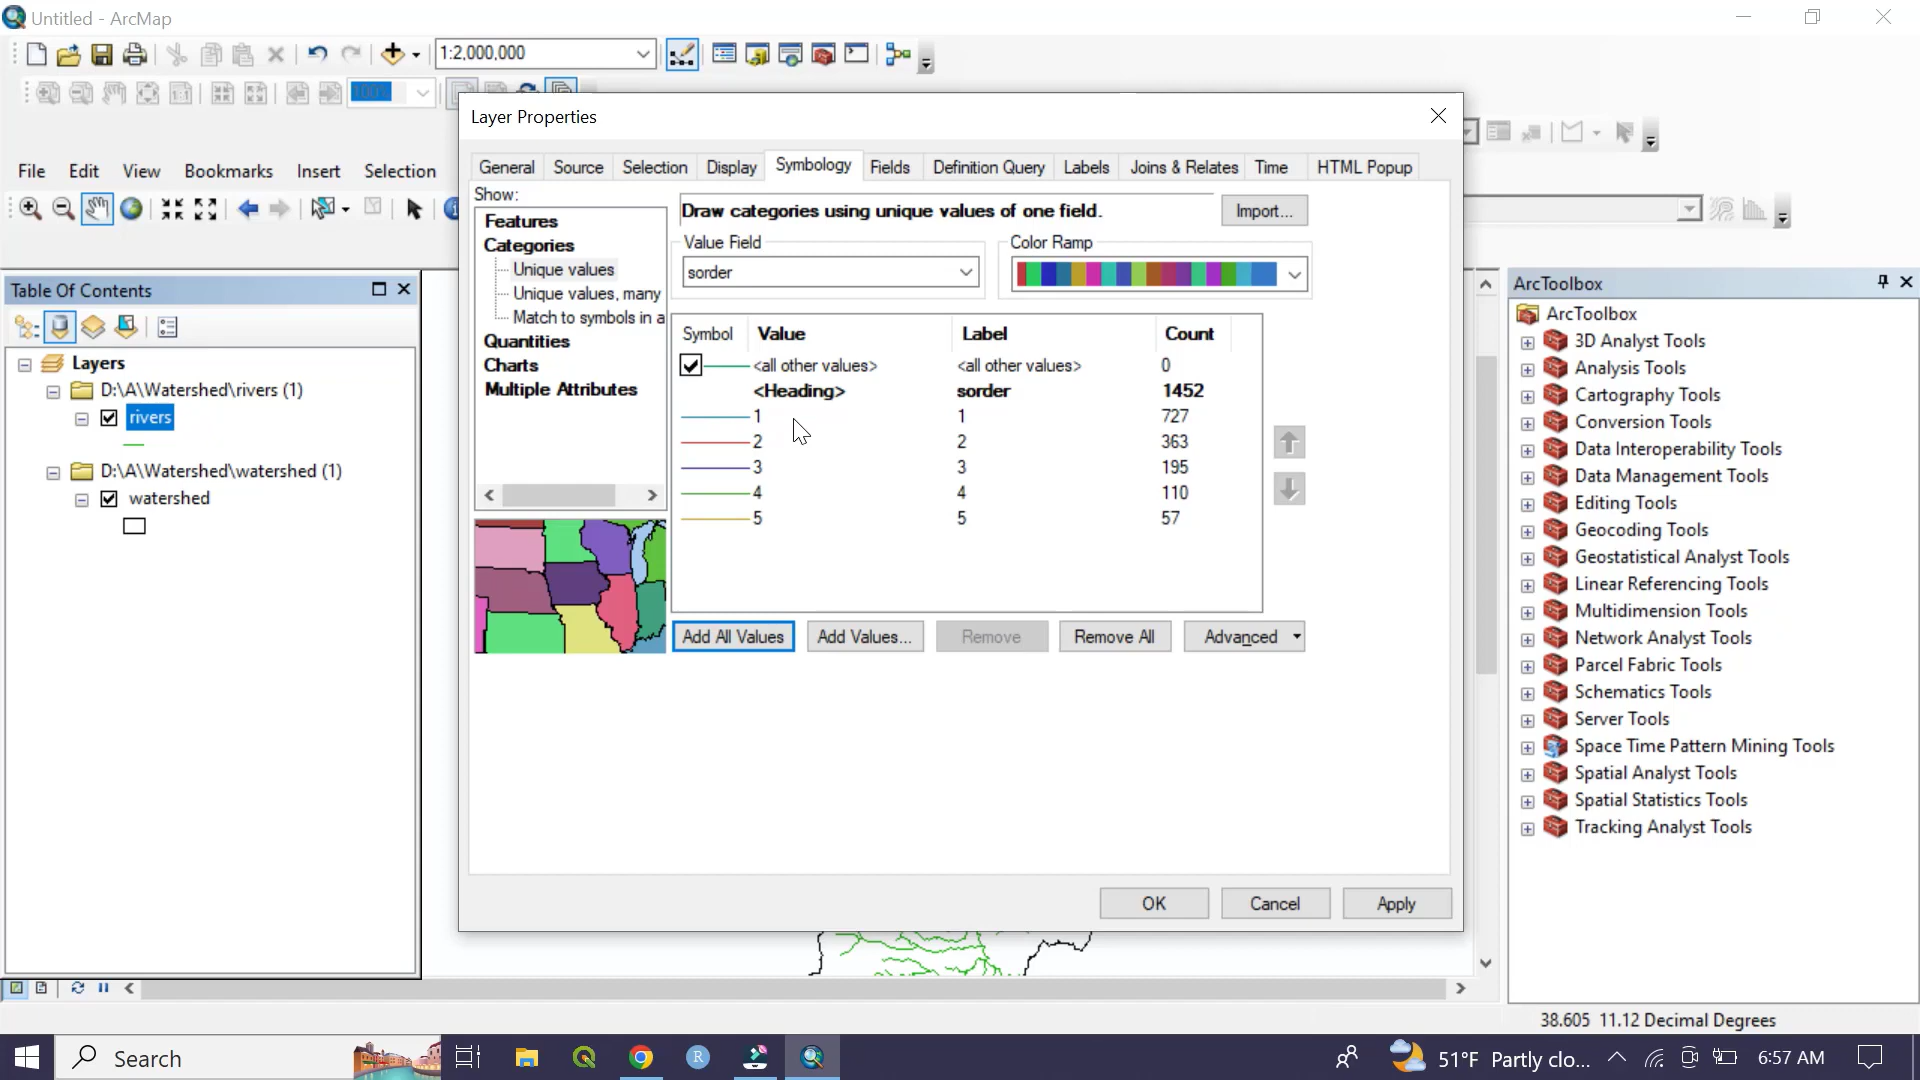 Untitled - ArcMap
1:2,000,000
100%
File Edit View Bookmarks Insert Selection
Table Of Contents
Layers
D:\A\Watershed\rivers (1)
rivers
D:\A\Watershed\watershed (1)
watershed
Layer Properties
General Source Selection Display Symbology Fields Definition Query Labels Joins & Relates Time HTML Popup
Show:
Features
Categories
Unique values
Unique values, many
Match to symbols in a
Quantities
Charts
Multiple Attributes
Draw categories using unique values of one field.
Import...
Value Field
Color Ramp
sorder
Symbol Value Label Count
<all other values> <all other values> 0
<Heading> sorder 1452
1 1 727
2 2 363
3 3 195
4 4 110
5 5 57
Add All Values Add Values... Remove Remove All Advanced
OK Cancel Apply
ArcToolbox
ArcToolbox
3D Analyst Tools
Analysis Tools
Cartography Tools
Conversion Tools
Data Interoperability Tools
Data Management Tools
Editing Tools
Geocoding Tools
Geostatistical Analyst Tools
Linear Referencing Tools
Multidimension Tools
Network Analyst Tools
Parcel Fabric Tools
Schematics Tools
Server Tools
Space Time Pattern Mining Tools
Spatial Analyst Tools
Spatial Statistics Tools
Tracking Analyst Tools
38.605 11.12 Decimal Degrees
Search
51°F Partly clo...
6:57 AM